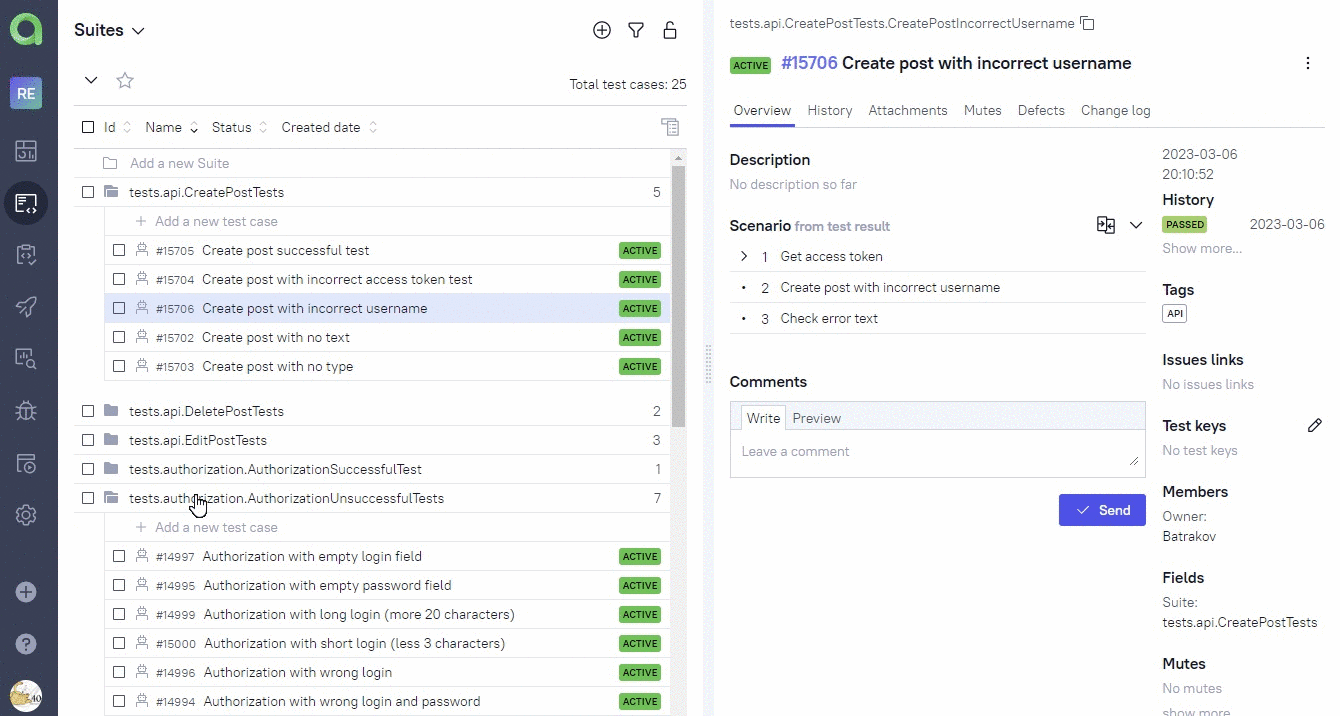 Suites
RE
Total test cases: 25
Id Name Status Created date
Add a new Suite
tests.api.CreatePostTests 5
+ Add a new test case
#15705 Create post successful test ACTIVE
#15704 Create post with incorrect access token test ACTIVE
#15706 Create post with incorrect username ACTIVE
#15702 Create post with no text ACTIVE
#15703 Create post with no type ACTIVE
tests.api.DeletePostTests 2
tests.api.EditPostTests 3
tests.authorization.AuthorizationSuccessfulTest 1
tests.authorization.AuthorizationUnsuccessfulTests 7
+ Add a new test case
#14997 Authorization with empty login field ACTIVE
#14995 Authorization with empty password field ACTIVE
#14999 Authorization with long login (more 20 characters) ACTIVE
#15000 Authorization with short login (less 3 characters) ACTIVE
#14996 Authorization with wrong login ACTIVE
#14994 Authorization with wrong login and password ACTIVE
tests.api.CreatePostTests.CreatePostIncorrectUsername
ACTIVE #15706 Create post with incorrect username
Overview History Attachments Mutes Defects Change log
Description
No description so far
Scenario from test result
1 Get access token
2 Create post with incorrect username
3 Check error text
Comments
Write Preview
Leave a comment
Send
2023-03-06
20:10:52
History
PASSED 2023-03-06
Show more...
Tags
API
Issues links
No issues links
Test keys
No test keys
Members
Owner:
Batrakov
Fields
Suite:
tests.api.CreatePostTests
Mutes
No mutes
show more